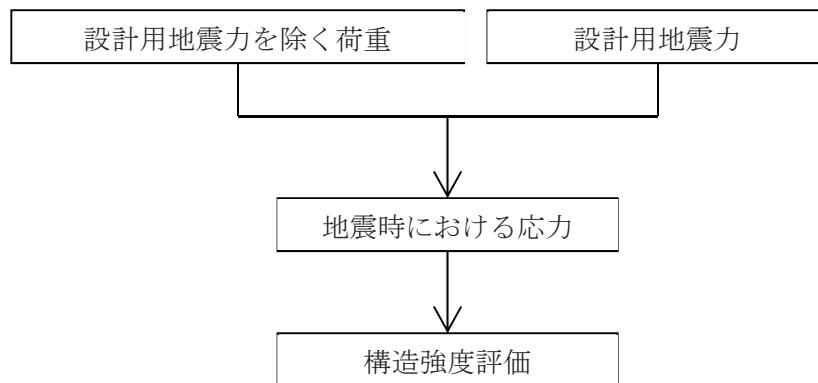 設計用地震力を除く荷重
設計用地震力
地震時における応力
構造強度評価